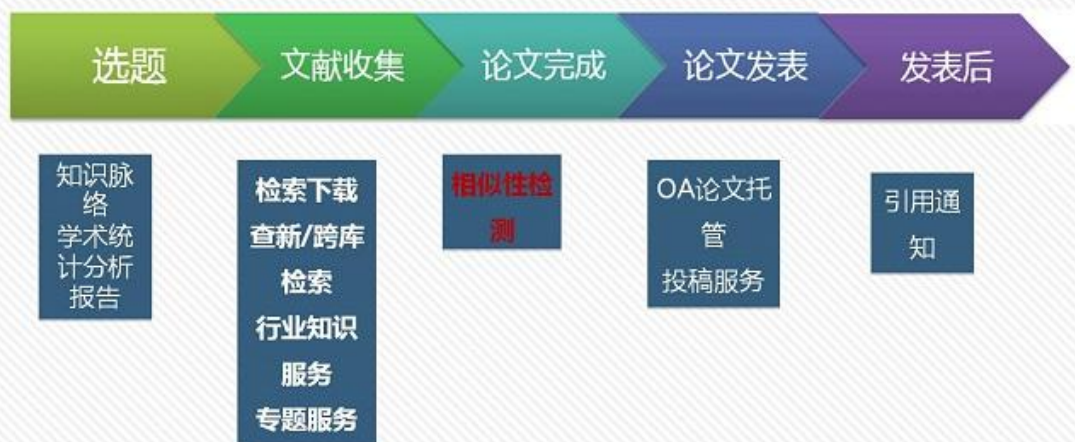 选题
文献收集
论文完成
论文发表
发表后
知识脉
络
学术统
计分析
报告
检索下载
查新/跨库
检索
行业知识
服务
专题服务
相似性检
测
OA论文托
管
投稿服务
引用通
知